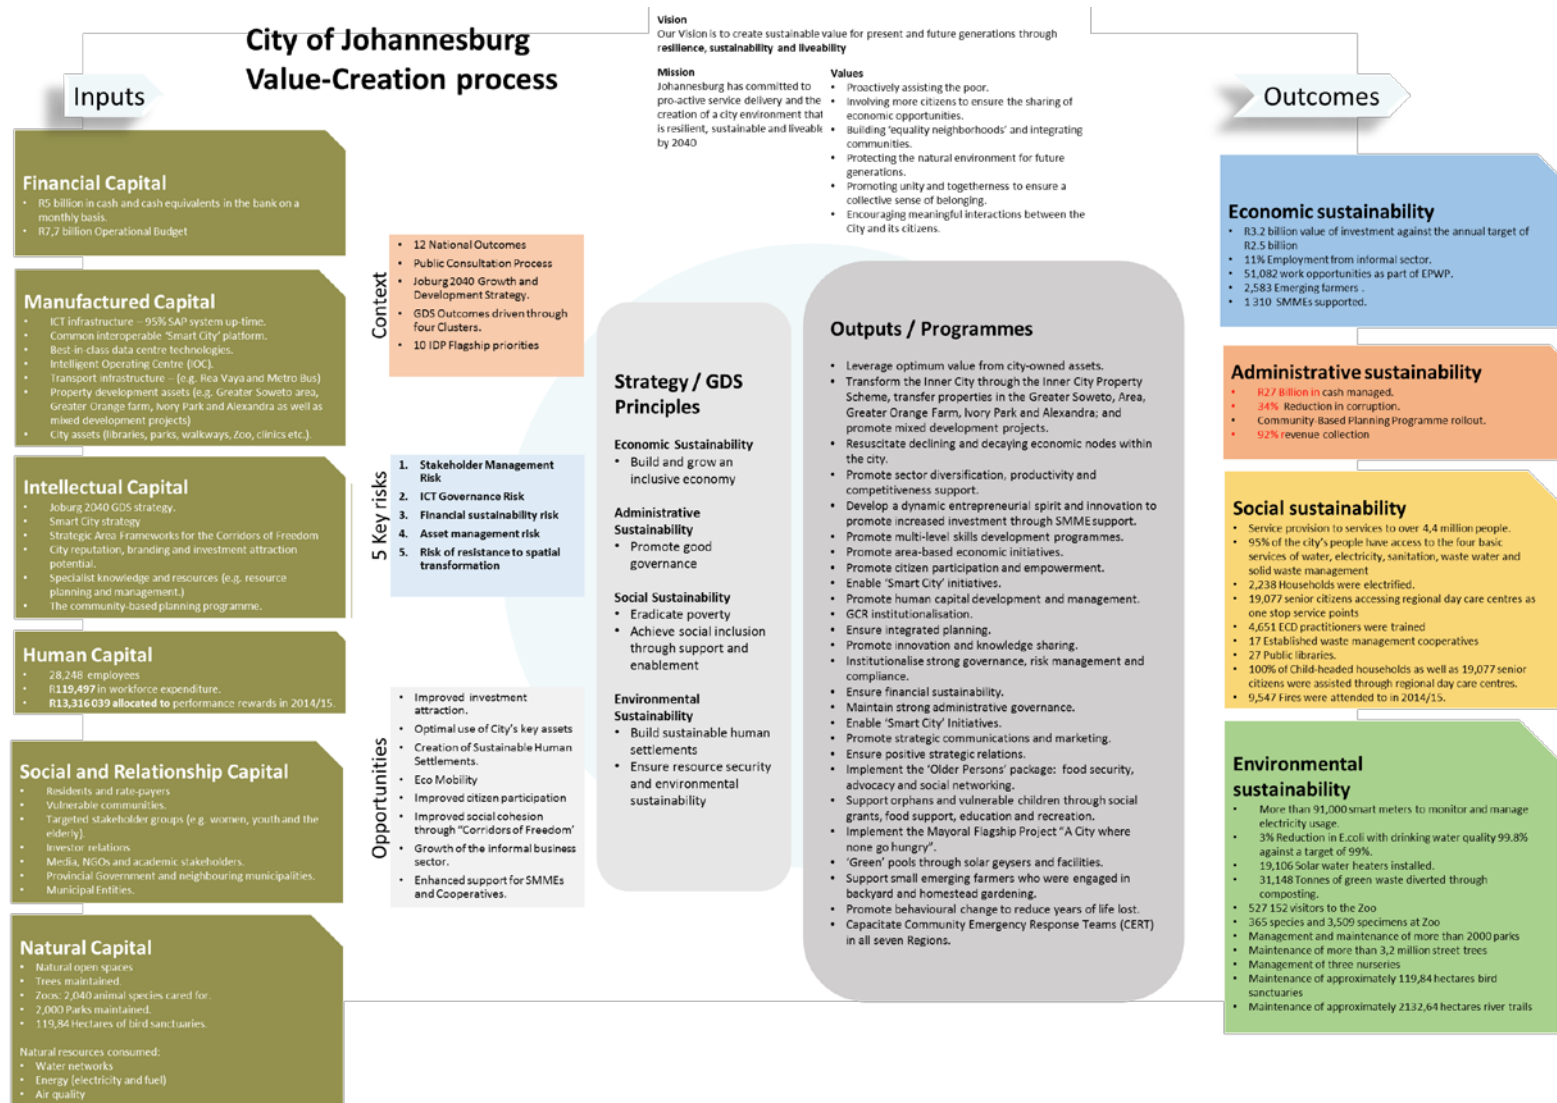 City of Johannesburg
Value-Creation process
Vision
Our Vision is to create sustainable value for present and future generations through
resilience, sustainability and liveability
Mission
Johannesburg has committed to
pro-active service delivery and the
creation of a city environment that
is resilient, sustainable and liveable
by 2040
Values
• Proactively assisting the poor.
• Involving more citizens to ensure the sharing of
economic opportunities.
• Building 'equality neighborhoods' and integrating
communities.
• Protecting the natural environment for future
generations.
• Promoting unity and togetherness to ensure a
collective sense of belonging.
• Encouraging meaningful interactions between the
City and its citizens.
Inputs
Financial Capital
• R5 billion in cash and cash equivalents in the bank on a
monthly basis.
• R7,7 billion Operational Budget
Manufactured Capital
• ICT infrastructure – 95% SAP system up-time.
• Common interoperable 'Smart City' platform.
• Best-in-class data centre technologies.
• Intelligent Operating Centre (IOC).
• Transport infrastructure – (e.g. Rea Vaya and Metro Bus)
• Property development assets (e.g. Greater Soweto area,
Greater Orange farm, Ivory Park and Alexandra as well as
mixed development projects)
• City assets (libraries, parks, walkways, Zoo, clinics etc.).
Intellectual Capital
• Joburg 2040 GDS strategy.
• Smart City strategy
• Strategic Area Frameworks for the Corridors of Freedom
• City reputation, branding and investment attraction
potential.
• Specialist knowledge and resources (e.g. resource
planning and management.)
• The community-based planning programme.
Human Capital
• 28,248 employees
• R119,497 in workforce expenditure.
• R13,316 039 allocated to performance rewards in 2014/15.
Social and Relationship Capital
• Residents and rate-payers
• Vulnerable communities.
• Targeted stakeholder groups (e.g. women, youth and the
elderly).
• Investor relations
• Media, NGOs and academic stakeholders.
• Provincial Government and neighbouring municipalities.
• Municipal Entities.
Natural Capital
• Natural open spaces
• Trees maintained.
• Zoos: 2,040 animal species cared for.
• 2,000 Parks maintained.
• 119,84 Hectares of bird sanctuaries.
Natural resources consumed:
• Water networks
• Energy (electricity and fuel)
• Air quality
Context
• 12 National Outcomes
• Public Consultation Process
• Joburg 2040 Growth and
Development Strategy.
• GDS Outcomes driven through
four Clusters.
• 10 IDP Flagship priorities
5 Key risks
1. Stakeholder Management
Risk
2. ICT Governance Risk
3. Financial sustainability risk
4. Asset management risk
5. Risk of resistance to spatial
transformation
Opportunities
• Improved investment
attraction.
• Optimal use of City's key assets
• Creation of Sustainable Human
Settlements.
• Eco Mobility
• Improved citizen participation
• Improved social cohesion
through "Corridors of Freedom'
• Growth of the informal business
sector.
• Enhanced support for SMMEs
and Cooperatives.
Strategy / GDS
Principles
Economic Sustainability
• Build and grow an
inclusive economy
Administrative
Sustainability
• Promote good
governance
Social Sustainability
• Eradicate poverty
• Achieve social inclusion
through support and
enablement
Environmental
Sustainability
• Build sustainable human
settlements
• Ensure resource security
and environmental
sustainability
Outputs / Programmes
• Leverage optimum value from city-owned assets.
• Transform the Inner City through the Inner City Property
Scheme, transfer properties in the Greater Soweto, Area,
Greater Orange Farm, Ivory Park and Alexandra; and
promote mixed development projects.
• Resuscitate declining and decaying economic nodes within
the city.
• Promote sector diversification, productivity and
competitiveness support.
• Develop a dynamic entrepreneurial spirit and innovation to
promote increased investment through SMME support.
• Promote multi-level skills development programmes.
• Promote area-based economic initiatives.
• Promote citizen participation and empowerment.
• Enable 'Smart City' initiatives.
• Promote human capital development and management.
• GCR institutionalisation.
• Ensure integrated planning.
• Promote innovation and knowledge sharing.
• Institutionalise strong governance, risk management and
compliance.
• Ensure financial sustainability.
• Maintain strong administrative governance.
• Enable 'Smart City' Initiatives.
• Promote strategic communications and marketing.
• Ensure positive strategic relations.
• Implement the 'Older Persons' package: food security,
advocacy and social networking.
• Support orphans and vulnerable children through social
grants, food support, education and recreation.
• Implement the Mayoral Flagship Project "A City where
none go hungry".
• 'Green' pools through solar geysers and facilities.
• Support small emerging farmers who were engaged in
backyard and homestead gardening.
• Promote behavioural change to reduce years of life lost.
• Capacitate Community Emergency Response Teams (CERT)
in all seven Regions.
Outcomes
Economic sustainability
• R3.2 billion value of investment against the annual target of
R2.5 billion
• 11% Employment from informal sector.
• 51,082 work opportunities as part of EPWP.
• 2,583 Emerging farmers .
• 1 310 SMMEs supported.
Administrative sustainability
• R27 Billion in cash managed.
• 34% Reduction in corruption.
• Community-Based Planning Programme rollout.
• 92% revenue collection
Social sustainability
• Service provision to services to over 4,4 million people.
• 95% of the city's people have access to the four basic
services of water, electricity, sanitation, waste water and
solid waste management
• 2,238 Households were electrified.
• 19,077 senior citizens accessing regional day care centres as
one stop service points
• 4,651 ECD practitioners were trained
• 17 Established waste management cooperatives
• 27 Public libraries.
• 100% of Child-headed households as well as 19,077 senior
citizens were assisted through regional day care centres.
• 9,547 Fires were attended to in 2014/15.
Environmental
sustainability
• More than 91,000 smart meters to monitor and manage
electricity usage.
• 3% Reduction in E.coli with drinking water quality 99.8%
against a target of 99%.
• 19,106 Solar water heaters installed.
• 31,148 Tonnes of green waste diverted through
composting.
• 527 152 visitors to the Zoo
• 365 species and 3,509 specimens at Zoo
• Management and maintenance of more than 2000 parks
• Maintenance of more than 3,2 million street trees
• Management of three nurseries
• Maintenance of approximately 119,84 hectares bird
sanctuaries
• Maintenance of approximately 2132,64 hectares river trails